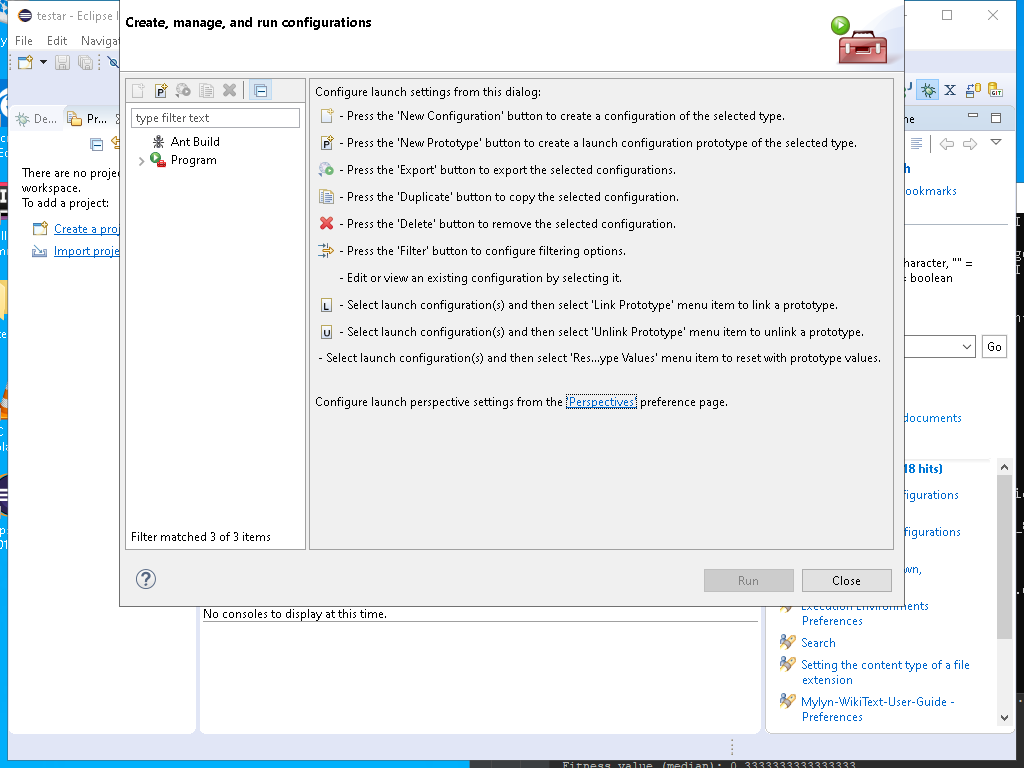 testar - Eclipse I
File Edit Navigat
Create, manage, and run configurations
type filter text
Ant Build
Program
Filter matched 3 of 3 items
Configure launch settings from this dialog:
- Press the 'New Configuration' button to create a configuration of the selected type.
- Press the 'New Prototype' button to create a launch configuration prototype of the selected type.
- Press the 'Export' button to export the selected configurations.
- Press the 'Duplicate' button to copy the selected configuration.
- Press the 'Delete' button to remove the selected configuration.
- Press the 'Filter' button to configure filtering options.
- Edit or view an existing configuration by selecting it.
L - Select launch configuration(s) and then select 'Link Prototype' menu item to link a prototype.
U - Select launch configuration(s) and then select 'Unlink Prototype' menu item to unlink a prototype.
- Select launch configuration(s) and then select 'Res...ype Values' menu item to reset with prototype values.
Configure launch perspective settings from the 'Perspectives' preference page.
Run Close
De... Pr...
There are no proje
workspace.
To add a project:
Create a proj
Import proje
No consoles to display at this time.
ne
h
ookmarks
haracter, "" =
= boolean
Go
documents
18 hits)
figurations
figurations
wn,
Execution Environments
Preferences
Search
Setting the content type of a file
extension
Mylyn-WikiText-User-Guide -
Preferences
Fitness value (median): 0.3333333333333333